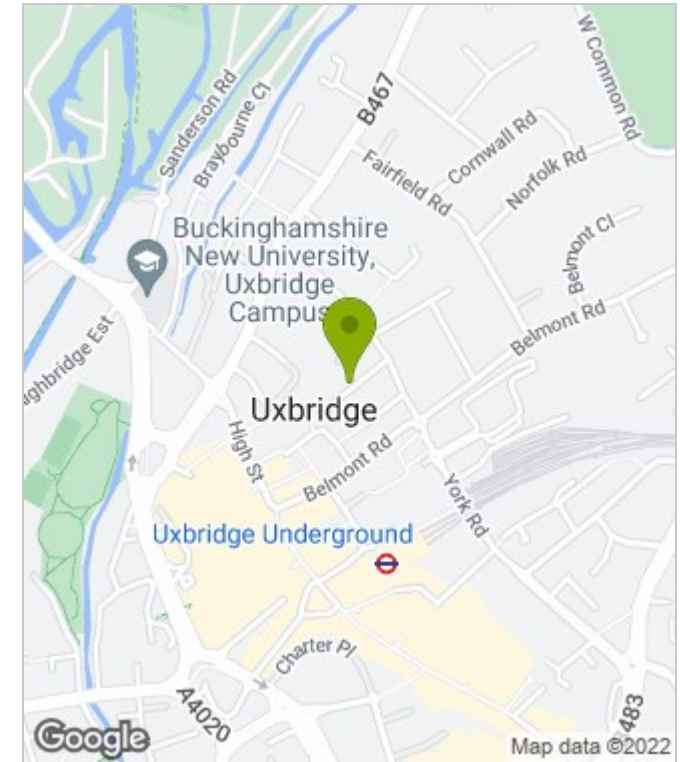 W Common Rd
B467
Sanderson Rd
Braybourne Cl
Cornwall Rd
Fairfield Rd
Norfolk Rd
Buckinghamshire
New University,
Uxbridge
Campus
Belmont Cl
Belmont Rd
ghbridge Est
Uxbridge
High St
Belmont Rd
York Rd
Uxbridge Underground
Charter Pl
A4020
483
Google
Map data ©2022